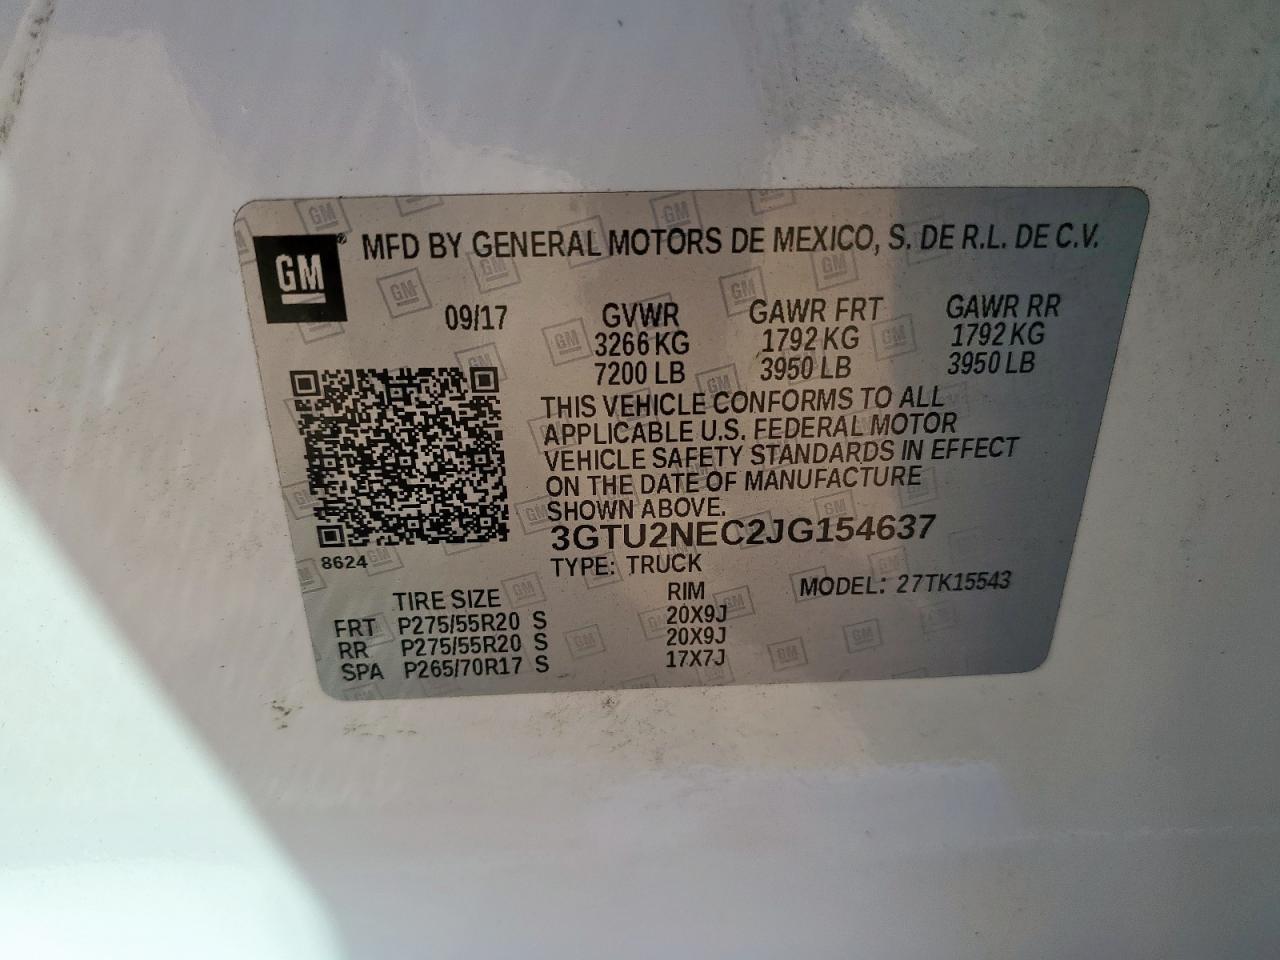 GM® MFD BY GENERAL MOTORS DE MEXICO, S. DE R.L. DE C.V.
09/17 GVWR GAWR FRT GAWR RR
3266 KG 1792 KG 1792 KG
7200 LB 3950 LB 3950 LB
THIS VEHICLE CONFORMS TO ALL
APPLICABLE U.S. FEDERAL MOTOR
VEHICLE SAFETY STANDARDS IN EFFECT
ON THE DATE OF MANUFACTURE
SHOWN ABOVE.
3GTU2NEC2JG154637
8624
TYPE: TRUCK MODEL: 27TK15543
TIRE SIZE RIM
FRT P275/55R20 S 20X9J
RR P275/55R20 S 20X9J
SPA P265/70R17 S 17X7J